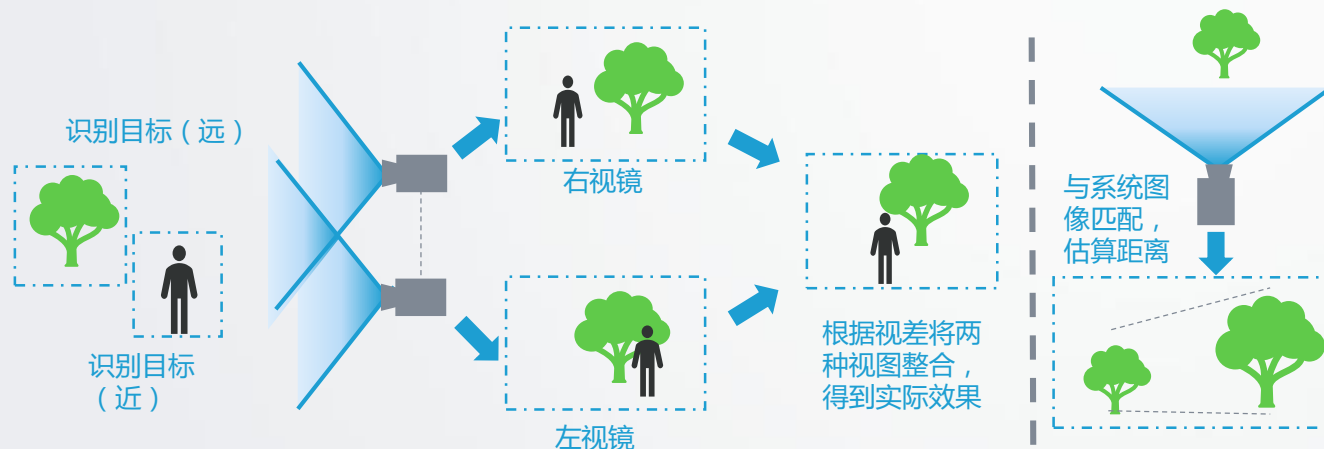 识别目标（远）
识别目标
（近）
右视镜
左视镜
根据视差将两
种视图整合，
得到实际效果
与系统图
像匹配，
估算距离